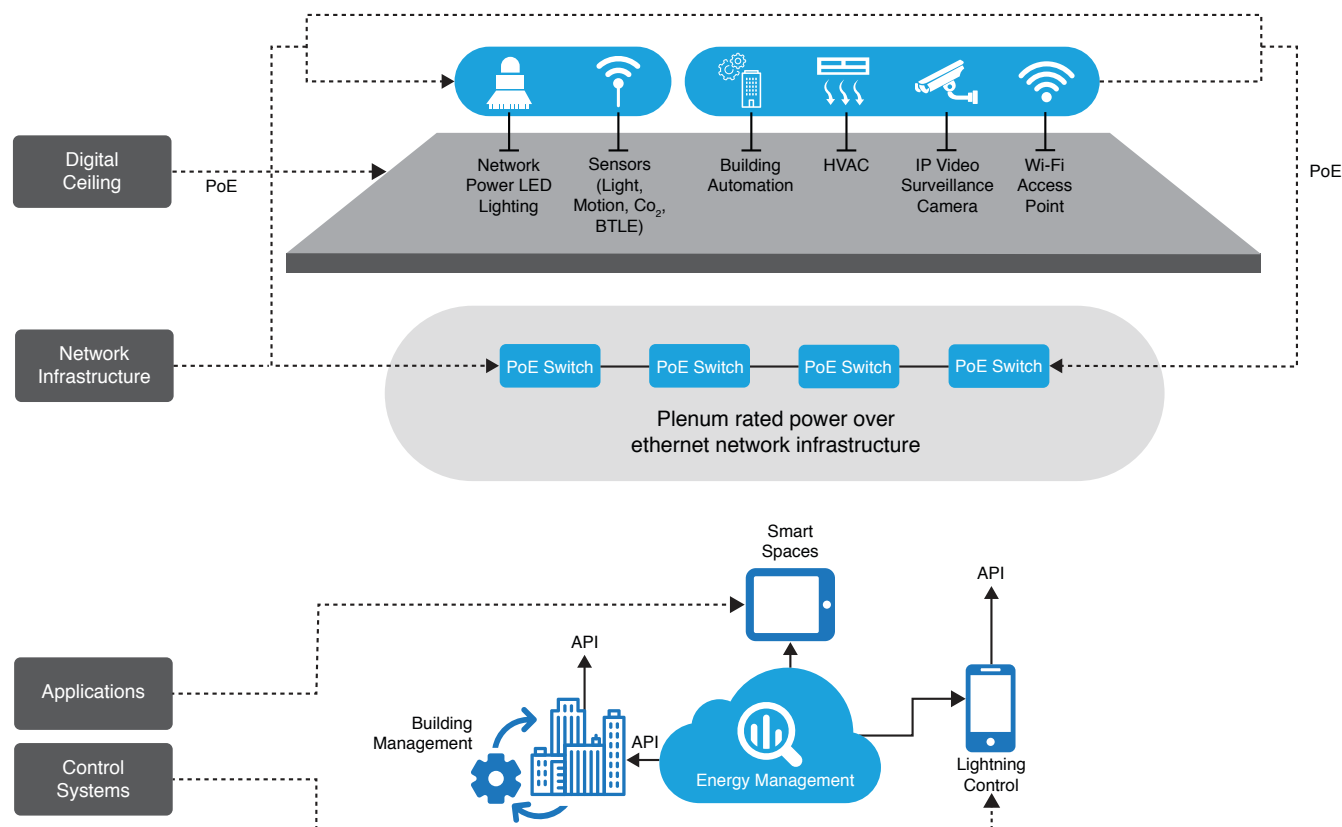 Digital
Ceiling
PoE
Network
Power LED
Lighting
Sensors
(Light,
Motion, Co₂,
BTLE)
Building
Automation
HVAC
IP Video
Surveillance
Camera
Wi-Fi
Access
Point
PoE
Network
Infrastructure
PoE Switch
PoE Switch
PoE Switch
PoE Switch
Plenum rated power over
ethernet network infrastructure
Smart
Spaces
API
API
Applications
Building
Management
API
Energy Management
Lightning
Control
Control
Systems